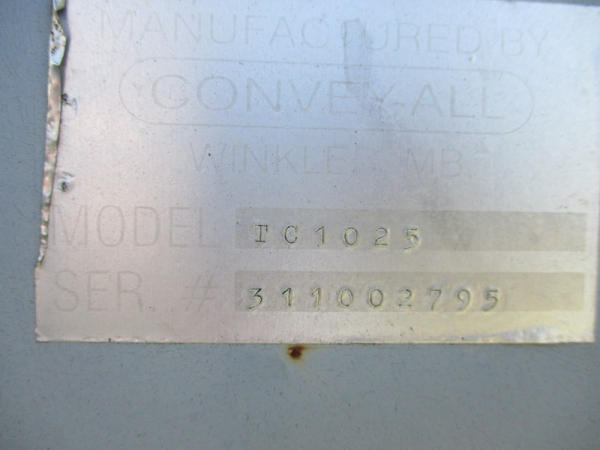 MANUFACTURED BY
CONVEY-ALL
WINKLER MB.
MODEL TC1025
SER. # 311002795